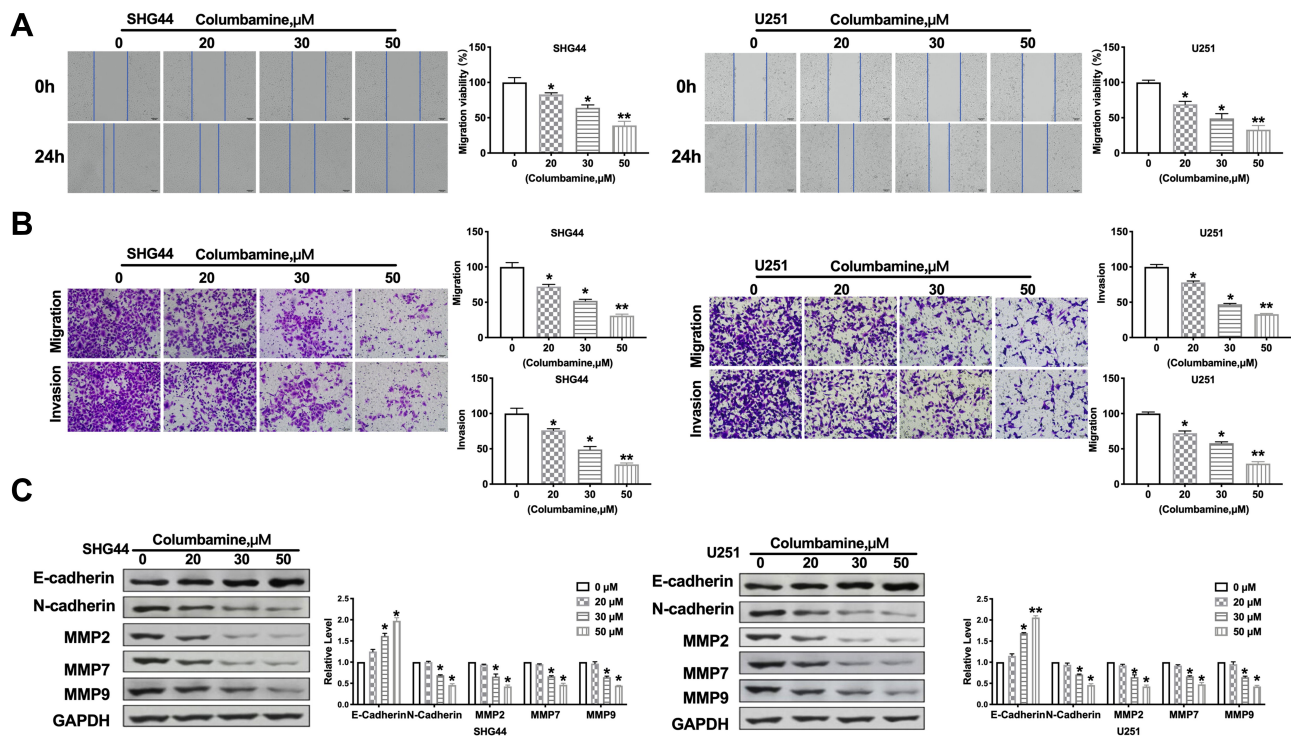 A
SHG44 Columbamine,μM
0 20 30 50
0h
24h
SHG44
Migration viability (%)
150
100
50
0
0 20 30 50
* * **
(Columbamine,μM)
U251 Columbamine,μM
0 20 30 50
0h
24h
U251
Migration viability (%)
150
100
50
0
0 20 30 50
* * **
(Columbamine,μM)
B
SHG44 Columbamine,μM
0 20 30 50
Migration
Invasion
SHG44
Migration
150
100
50
0
0 20 30 50
* * **
(Columbamine,μM)
SHG44
Invasion
150
100
50
0
0 20 30 50
* * **
(Columbamine,μM)
U251 Columbamine,μM
0 20 30 50
Migration
Invasion
U251
Invasion
150
100
50
0
0 20 30 50
* * **
(Columbamine,μM)
U251
Migration
150
100
50
0
0 20 30 50
* * **
(Columbamine,μM)
C
SHG44 Columbamine,μM
0 20 30 50
E-cadherin
N-cadherin
MMP2
MMP7
MMP9
GAPDH
Relative Level
2.5
2.0
1.5
1.0
0.5
0.0
* * * * * * * * * *
0 μM
20 μM
30 μM
50 μM
E-Cadherin N-Cadherin MMP2 MMP7 MMP9
SHG44
U251 Columbamine,μM
0 20 30 50
E-cadherin
N-cadherin
MMP2
MMP7
MMP9
GAPDH
Relative Level
2.5
2.0
1.5
1.0
0.5
0.0
* ** * * * * * * * *
0 μM
20 μM
30 μM
50 μM
E-Cadherin N-Cadherin MMP2 MMP7 MMP9
U251